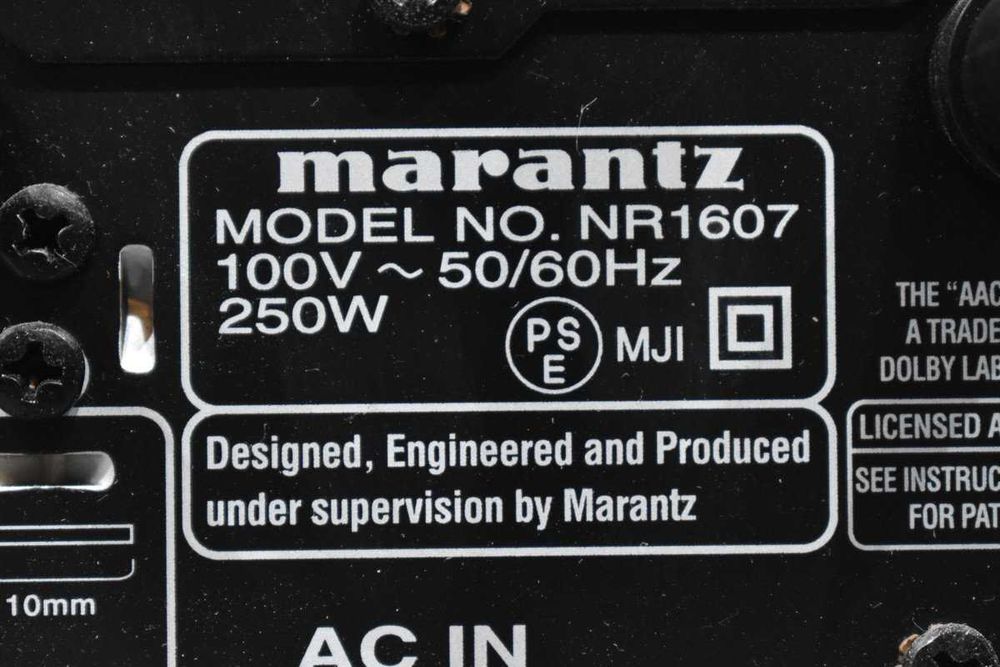 marantz
MODEL NO. NR1607
100V ~ 50/60Hz
250W
PS
E
MJI
Designed, Engineered and Produced
under supervision by Marantz
THE “AAC
A TRADE
DOLBY LAB
LICENSED A
SEE INSTRUC
FOR PAT
10mm
AC IN